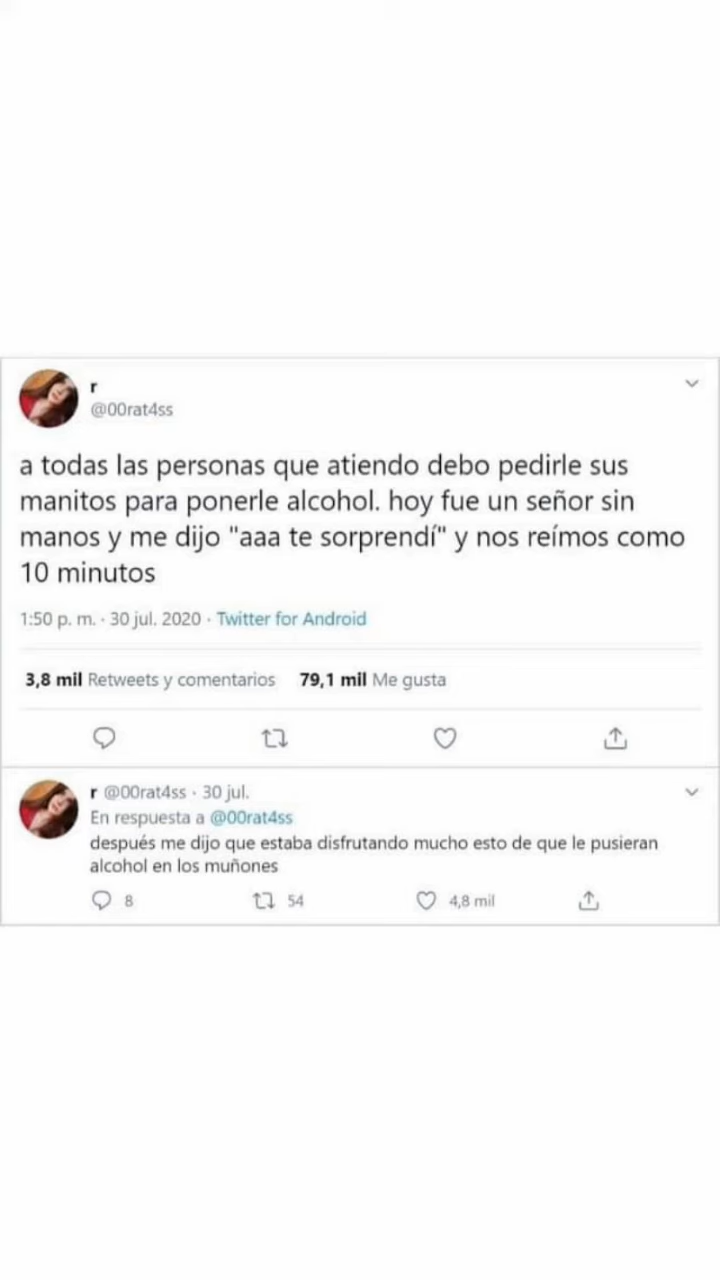 r
@00rat4ss
a todas las personas que atiendo debo pedirle sus
manitos para ponerle alcohol. hoy fue un señor sin
manos y me dijo "aaa te sorprendí" y nos reímos como
10 minutos
1:50 p. m. · 30 jul. 2020 · Twitter for Android
3,8 mil Retweets y comentarios 79,1 mil Me gusta
r @00rat4ss · 30 jul.
En respuesta a @00rat4ss
después me dijo que estaba disfrutando mucho esto de que le pusieran
alcohol en los muñones
8 54 4,8 mil